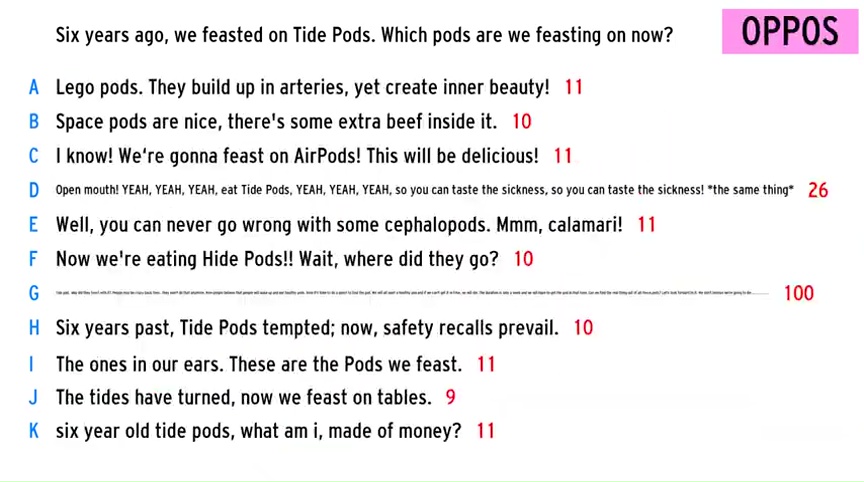 Six years ago, we feasted on Tide Pods. Which pods are we feasting on now?
OPPOS
A Lego pods. They build up in arteries, yet create inner beauty! 11
B Space pods are nice, there's some extra beef inside it. 10
C I know! We're gonna feast on AirPods! This will be delicious! 11
D Open mouth! YEAH, YEAH, YEAH, eat Tide Pods, YEAH, YEAH, YEAH, so you can taste the sickness, so you can taste the sickness! *the same thing* 26
E Well, you can never go wrong with some cephalopods. Mmm, calamari! 11
F Now we're eating Hide Pods!! Wait, where did they go? 10
G 100
H Six years past, Tide Pods tempted; now, safety recalls prevail. 10
I The ones in our ears. These are the Pods we feast. 11
J The tides have turned, now we feast on tables. 9
K six year old tide pods, what am i, made of money? 11